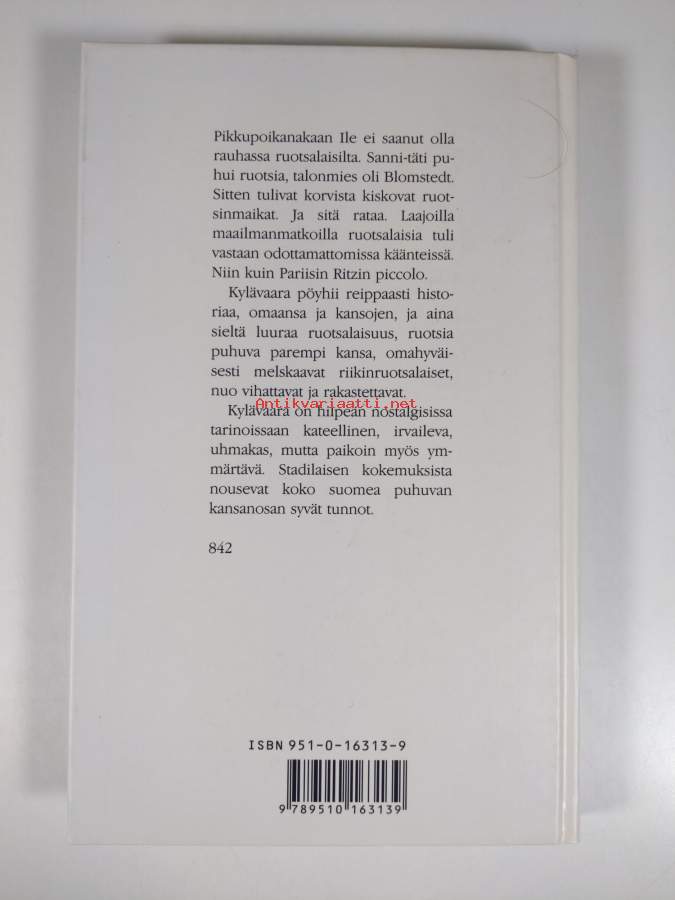 Pikkupoikanakaan Ile ei saanut olla
rauhassa ruotsalaisilta. Sanni-täti pu-
hui ruotsia, talonmies oli Blomstedt.
Sitten tulivat korvista kiskovat ruot-
sinmaikat. Ja sitä rataa. Laajoilla
maailmanmatkoilla ruotsalaisia tuli
vastaan odottamattomissa käänteissä.
Niin kuin Pariisin Ritzin piccolo.
Kylävaara pöyhii reippaasti histo-
riaa, omaansa ja kansojen, ja aina
sieltä luuraa ruotsalaisuus, ruotsia
puhuva parempi kansa, omahyväi-
sesti melskaavat riikinruotsalaiset,
nuo vihattavat ja rakastettavat.
Antikvariaatti.net
Kylävaara on hilpeän nostalgisissa
tarinoissaan kateellinen, irvaileva,
uhmakas, mutta paikoin myös ym-
märtävä. Stadilaisen kokemuksista
nousevat koko suomea puhuvan
kansanosan syvät tunnot.
842
ISBN 951-0-16313-9
9 789510 163139